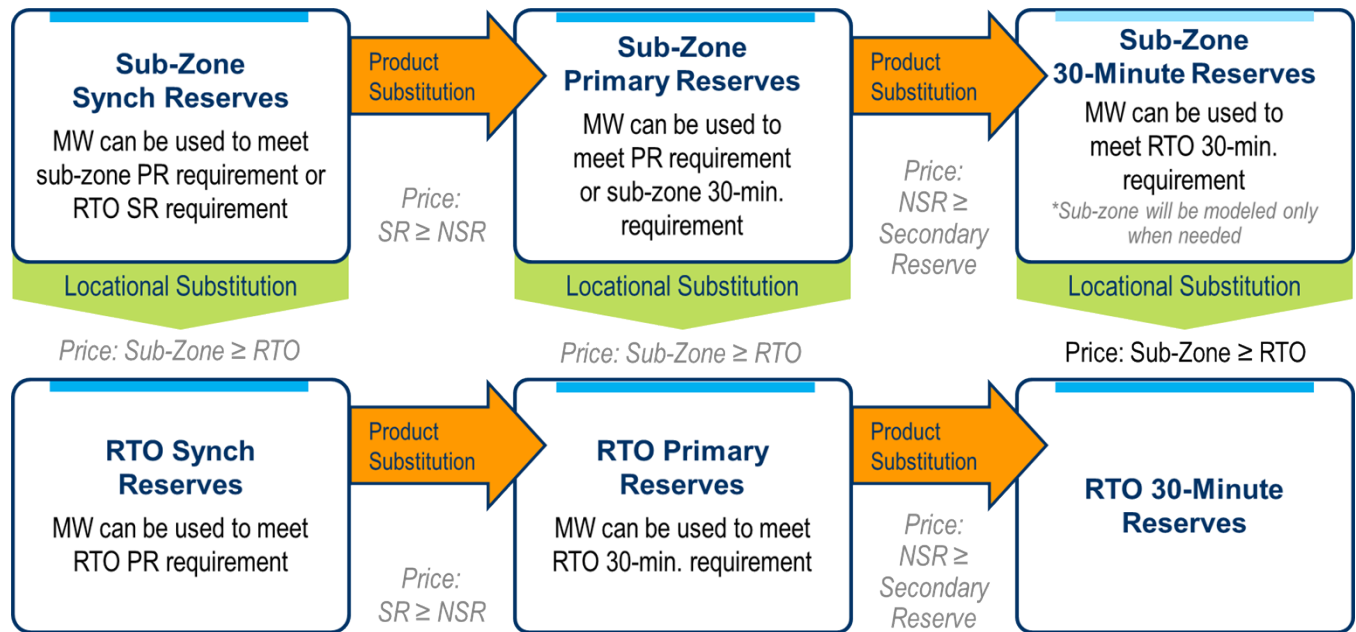 Sub-Zone
Synch Reserves
MW can be used to meet
sub-zone PR requirement or
RTO SR requirement
Product
Substitution
Price:
SR ≥ NSR
Sub-Zone
Primary Reserves
MW can be used to
meet PR requirement
or sub-zone 30-min.
requirement
Product
Substitution
Price:
NSR ≥
Secondary
Reserve
Sub-Zone
30-Minute Reserves
MW can be used to
meet RTO 30-min.
requirement
*Sub-zone will be modeled only
when needed
Locational Substitution
Locational Substitution
Locational Substitution
Price: Sub-Zone ≥ RTO
Price: Sub-Zone ≥ RTO
Price: Sub-Zone ≥ RTO
RTO Synch
Reserves
MW can be used to meet
RTO PR requirement
Product
Substitution
Price:
SR ≥ NSR
RTO Primary
Reserves
MW can be used to meet
RTO 30-min. requirement
Product
Substitution
Price:
NSR ≥
Secondary
Reserve
RTO 30-Minute
Reserves